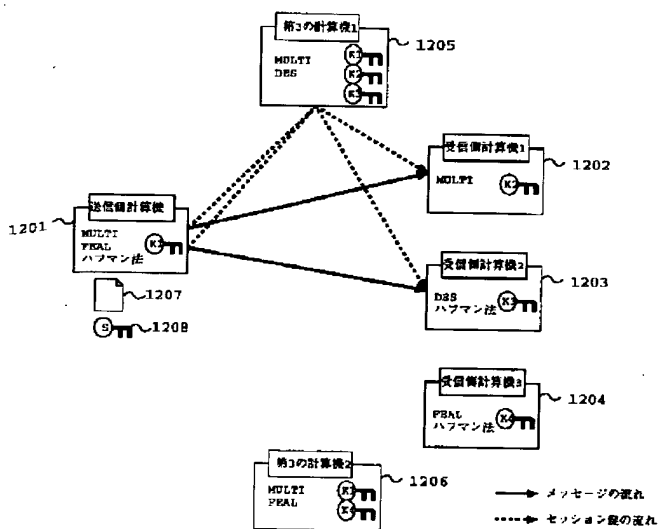 第3の計算機1
1205
MULTI
DES
K1
K2
K3
受信側計算機1
1202
MULTI
K2
送信側計算機
1201
MULTI
FEAL
ハフマン法
1207
S
1208
受信側計算機2
1203
DES
ハフマン法
K3
受信側計算機3
1204
FEAL
ハフマン法
K4
第3の計算機2
1206
MULTI
FEAL
K1
K4
メッセージの流れ
セッション鍵の流れ